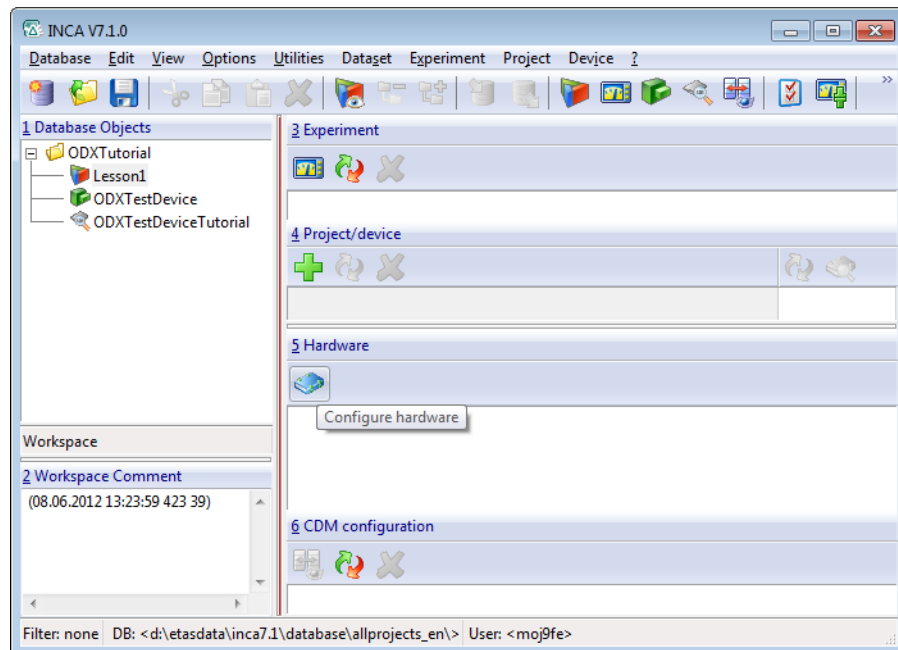 INCA V7.1.0
Database Edit View Options Utilities Dataset Experiment Project Device ?
1 Database Objects
ODXTutorial
Lesson1
ODXTestDevice
ODXTestDeviceTutorial
Workspace
2 Workspace Comment
(08.06.2012 13:23:59 423 39)
3 Experiment
4 Project/device
5 Hardware
Configure hardware
6 CDM configuration
Filter: none DB: <d:\etasdata\inca7.1\database\allprojects_en\> User: <moj9fe>